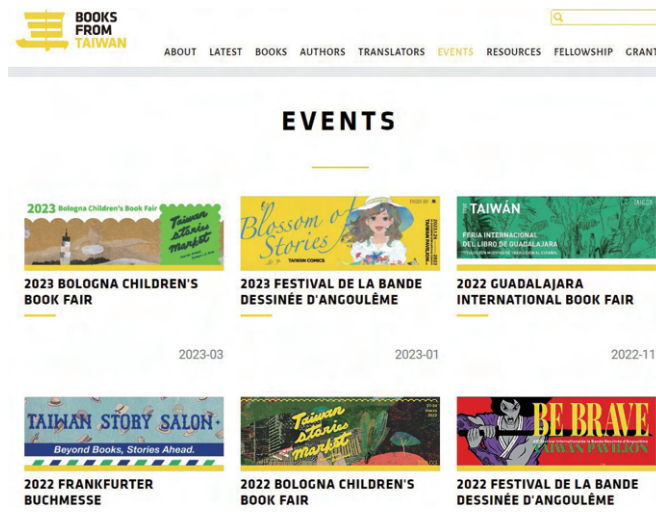 BOOKS
FROM
TAIWAN
ABOUT LATEST BOOKS AUTHORS TRANSLATORS EVENTS RESOURCES FELLOWSHIP GRANT
EVENTS
2023 Bologna Children's Book Fair
Taiwan
stories
market
Blossom of
Stories
TAIWAN COMICS
TAIWAN PAVILION
TAIWÁN
FERIA INTERNACIONAL
DEL LIBRO DE GUADALAJARA
2023 BOLOGNA CHILDREN'S
BOOK FAIR
2023 FESTIVAL DE LA BANDE
DESSINÉE D'ANGOULÊME
2022 GUADALAJARA
INTERNATIONAL BOOK FAIR
2023-03
2023-01
2022-11
TAIWAN STORY SALON
Beyond Books, Stories Ahead.
Taiwan
stories
market
BE BRAVE
TAIWAN PAVILION
2022 FRANKFURTER
BUCHMESSE
2022 BOLOGNA CHILDREN'S
BOOK FAIR
2022 FESTIVAL DE LA BANDE
DESSINÉE D'ANGOULÊME